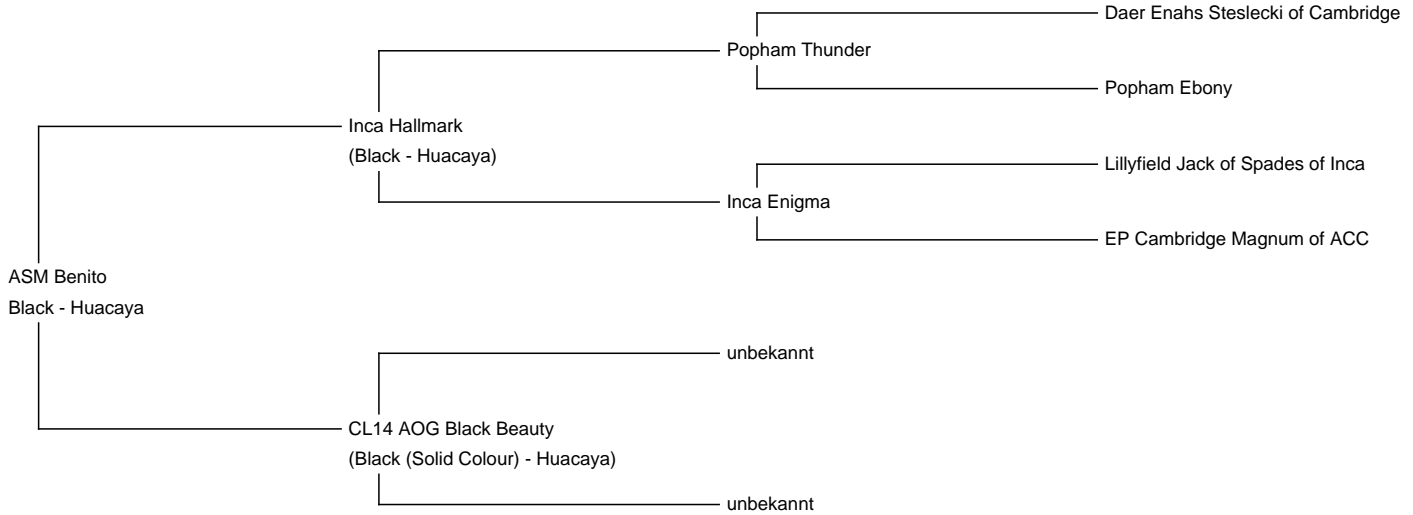 Daer Enahs Steslecki of Cambridge
Popham Thunder
Popham Ebony
Inca Hallmark
(Black - Huacaya)
Lillyfield Jack of Spades of Inca
Inca Enigma
EP Cambridge Magnum of ACC
ASM Benito
Black - Huacaya
unbekannt
CL14 AOG Black Beauty
(Black (Solid Colour) - Huacaya)
unbekannt